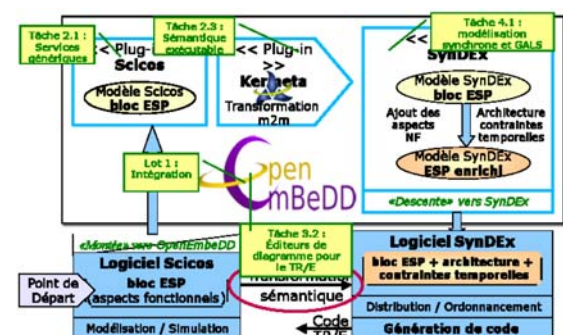 Tâche 2.1 :
Services
génériques
<< Plug-
Scicos
Modèle Scicos
bloc ESP
Tâche 2.3 :
Sémantique
exécutable
<< Plug-in
>>
Kermeta
Transformation
m2m
Tâche 4.1 :
modélisation
synchrone et GALS
<<
SynDEx
Modèle SynDEx
bloc ESP
Ajout des
aspects
NF
Architecture
contraintes
temporelles
Modèle SynDEx
ESP enrichi
«Descente» vers SynDEx
Lot 1 :
Intégration
Open
EmBeDD
Tâche 3.2 :
Éditeurs de
diagramme pour
le TR/E
«Montée» vers OpenEmbeDD
Point de
Départ
Logiciel Scicos
bloc ESP
(aspects fonctionnels)
Modélisation / Simulation
Transformation
sémantique
Code
TR/E
Logiciel SynDEx
bloc ESP + architecture +
contraintes temporelles
Distribution / Ordonnancement
Génération de code